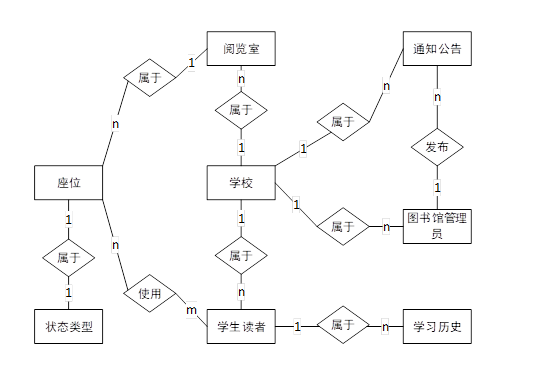 阅览室
通知公告
属于
1
n
n
属于
n
属于
n
发布
1
1
1
座位
学校
1
图书馆管理
员
1
1
属于
n
n
属于
属于
1
n
使用
m
状态类型
学生读者
1
属于
n
学习历史